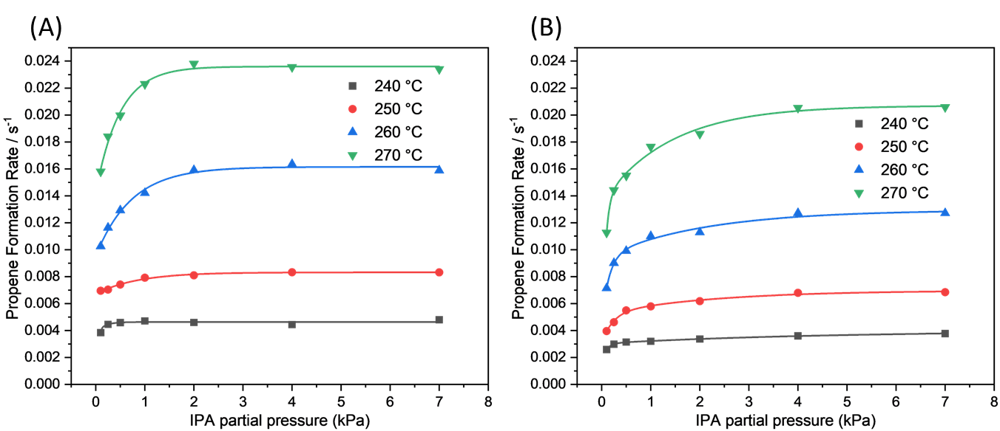 (A)
Propene Formation Rate / s⁻¹
0.024
0.022
0.020
0.018
0.016
0.014
0.012
0.010
0.008
0.006
0.004
0.002
0.000
240 °C
250 °C
260 °C
270 °C
0 1 2 3 4 5 6 7 8
IPA partial pressure (kPa)
(B)
Propene Formation Rate / s⁻¹
0.024
0.022
0.020
0.018
0.016
0.014
0.012
0.010
0.008
0.006
0.004
0.002
0.000
240 °C
250 °C
260 °C
270 °C
0 1 2 3 4 5 6 7 8
IPA partial pressure (kPa)